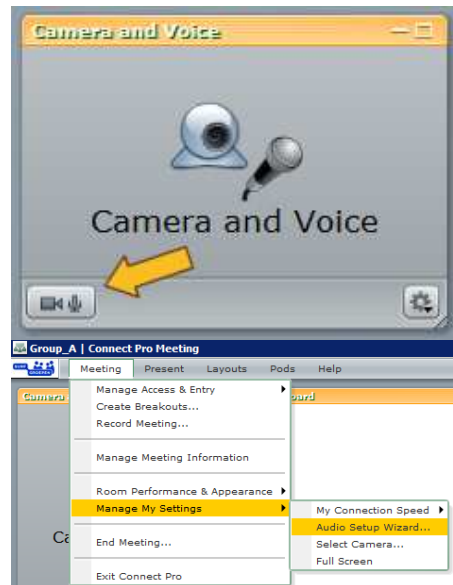 Camera and Voice
Camera and Voice
Group_A | Connect Pro Meeting
Meeting Present Layouts Pods Help
Camera
Manage Access & Entry
Create Breakouts...
Record Meeting...
Manage Meeting Information
Room Performance & Appearance
Manage My Settings
My Connection Speed
Audio Setup Wizard...
Ca
End Meeting...
Select Camera...
Full Screen
Exit Connect Pro